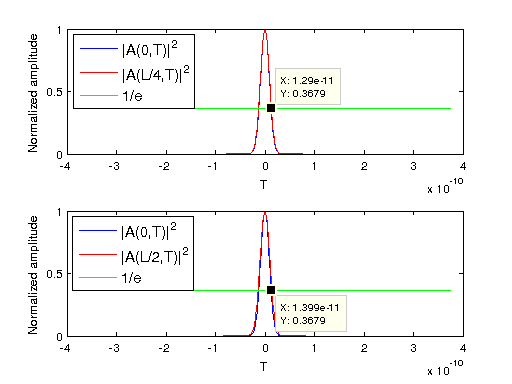 |A(0,T)|²
|A(L/4,T)|²
1/e
X: 1.29e-11
Y: 0.3679
Normalized amplitude
1
0.5
0
-4 -3 -2 -1 0 1 2 3 4
T
x 10⁻¹⁰
|A(0,T)|²
|A(L/2,T)|²
1/e
X: 1.399e-11
Y: 0.3679
Normalized amplitude
1
0.5
0
-4 -3 -2 -1 0 1 2 3 4
T
x 10⁻¹⁰